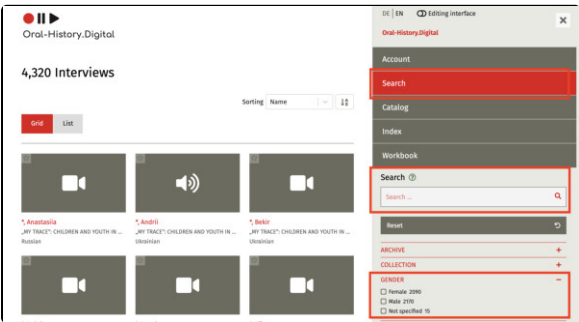 Oral-History.Digital
4,320 Interviews
Sorting Name
Grid List
*, Anastasiia
„MY TRACE": CHILDREN AND YOUTH IN ...
Russian
*, Andrii
„MY TRACE": CHILDREN AND YOUTH IN ...
Ukrainian
*, Bekir
„MY TRACE": CHILDREN AND YOUTH IN ...
Ukrainian
DE | EN Editing interface
Oral-History.Digital
Account
Search
Catalog
Index
Workbook
Search
Search ...
Reset
ARCHIVE +
COLLECTION +
GENDER −
Female 2090
Male 2170
Not specified 15